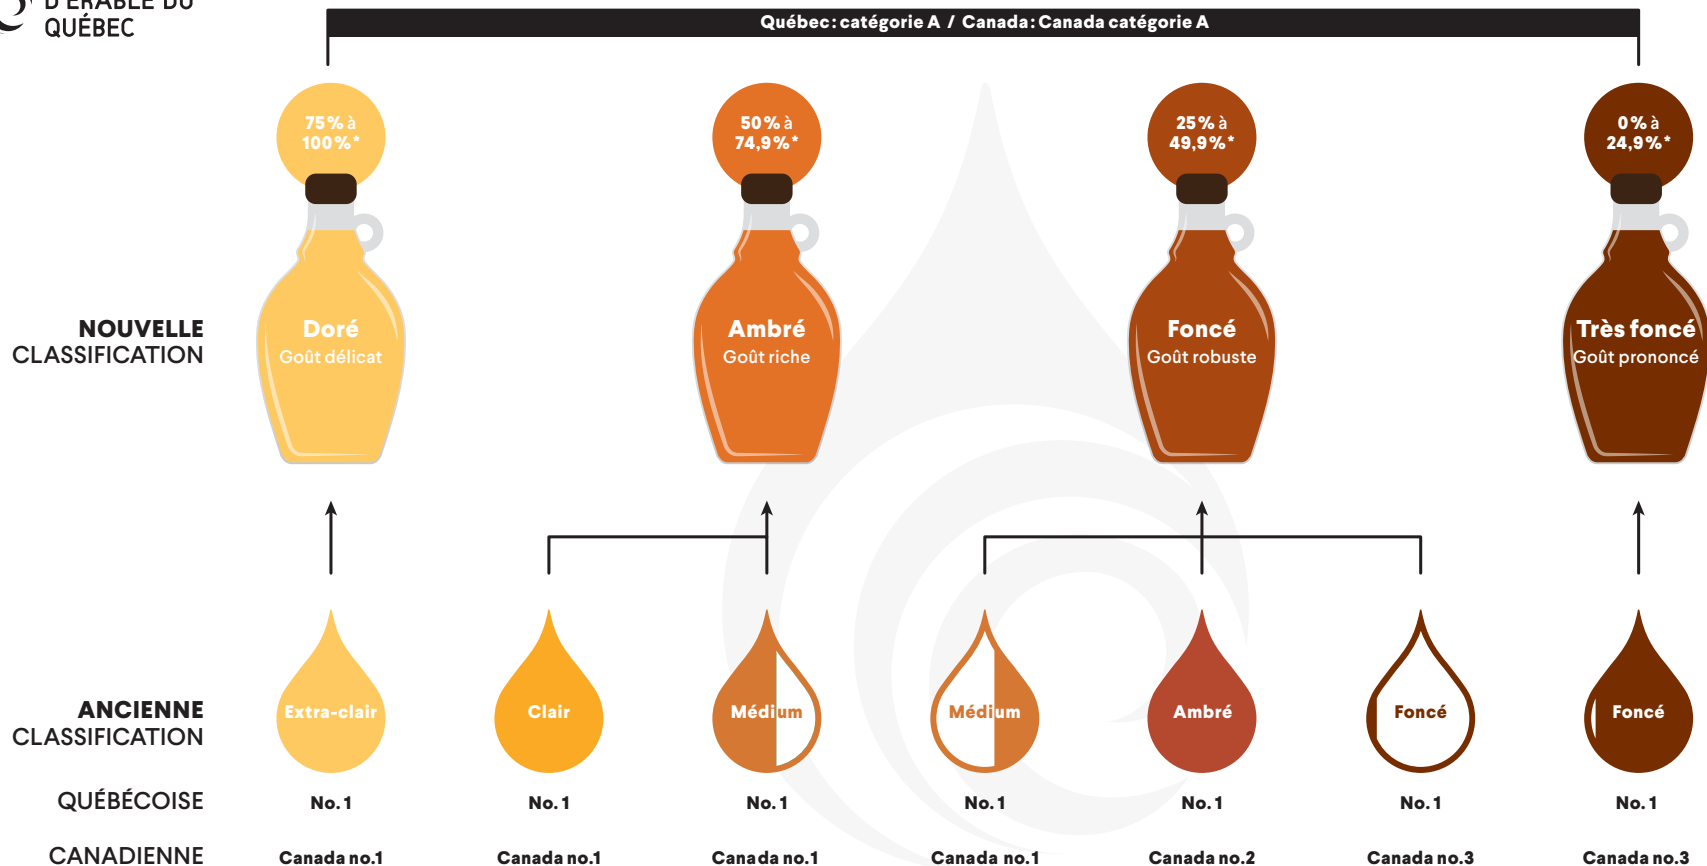 D'ÉRABLE DU
QUÉBEC
Québec : catégorie A / Canada : Canada catégorie A
75 % à
100 % *
50 % à
74,9 % *
25 % à
49,9 % *
0 % à
24,9 % *
NOUVELLE
CLASSIFICATION
Doré
Goût délicat
Ambré
Goût riche
Foncé
Goût robuste
Très foncé
Goût prononcé
ANCIENNE
CLASSIFICATION
Extra-clair
Clair
Médium
Médium
Ambré
Foncé
Foncé
QUÉBÉCOISE
No. 1
No. 1
No. 1
No. 1
No. 1
No. 1
No. 1
CANADIENNE
Canada no.1
Canada no.1
Canada no.1
Canada no.1
Canada no.2
Canada no.3
Canada no.3